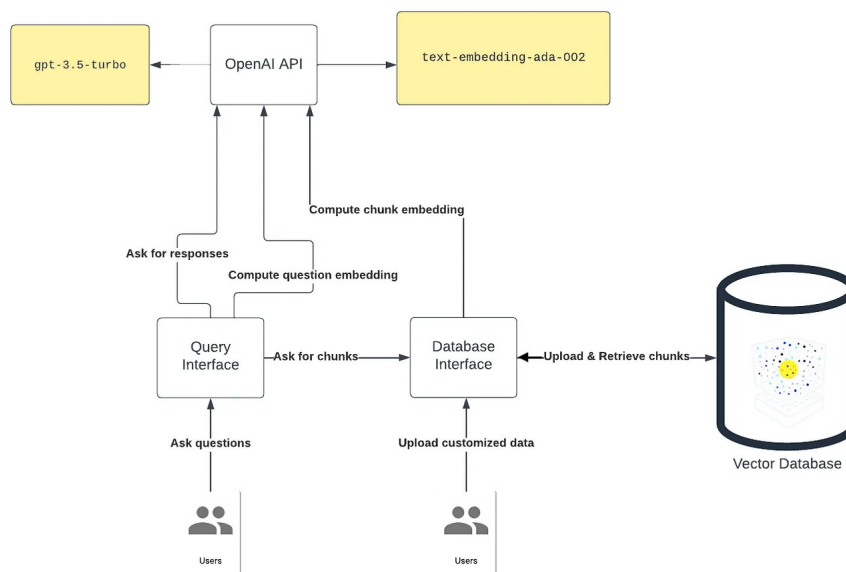 gpt-3.5-turbo
OpenAI API
text-embedding-ada-002
Compute chunk embedding
Ask for responses
Compute question embedding
Query
Interface
Ask for chunks
Database
Interface
Upload & Retrieve chunks
Ask questions
Upload customized data
Vector Database
Users
Users